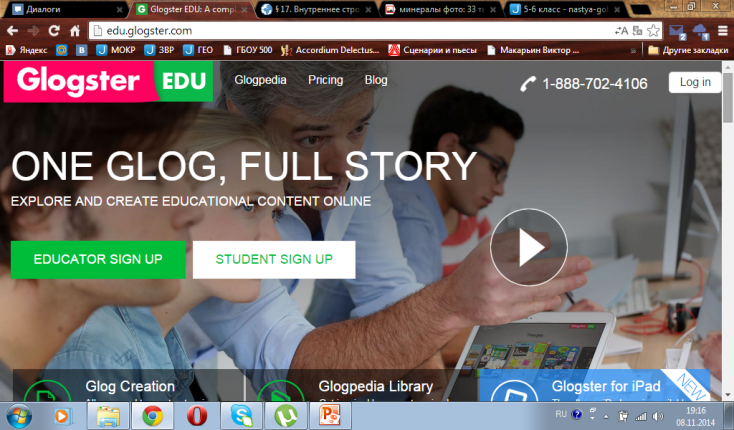 Диалоги
Glogster EDU: A compl
§ 17. Внутреннее стро
минералы фото: 33 т
5-6 класс - nastya-go
edu.glogster.com
Яндекс
МОКР
ЗВР
ГЕО
ГБОУ 500
Accordium Delectus...
Сценарии и пьесы
Макарьин Виктор ...
Другие закладки
Glogster EDU
Glogpedia
Pricing
Blog
1-888-702-4106
Log in
ONE GLOG, FULL STORY
EXPLORE AND CREATE EDUCATIONAL CONTENT ONLINE
EDUCATOR SIGN UP
STUDENT SIGN UP
Glog Creation
Glogpedia Library
Glogster for iPad
NEW
RU
19:16
08.11.2014